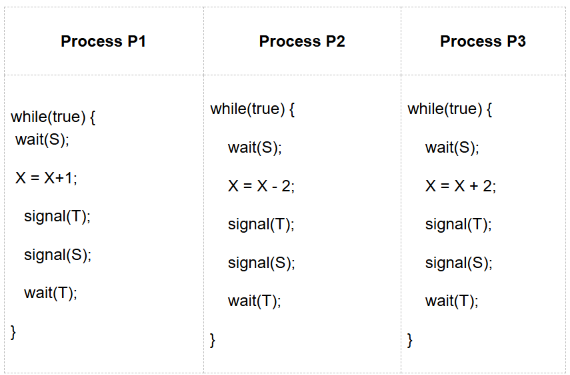 Process P1
Process P2
Process P3
while(true) {
wait(S);
X = X+1;
signal(T);
signal(S);
wait(T);
}
while(true) {
wait(S);
X = X - 2;
signal(T);
signal(S);
wait(T);
}
while(true) {
wait(S);
X = X + 2;
signal(T);
signal(S);
wait(T);
}